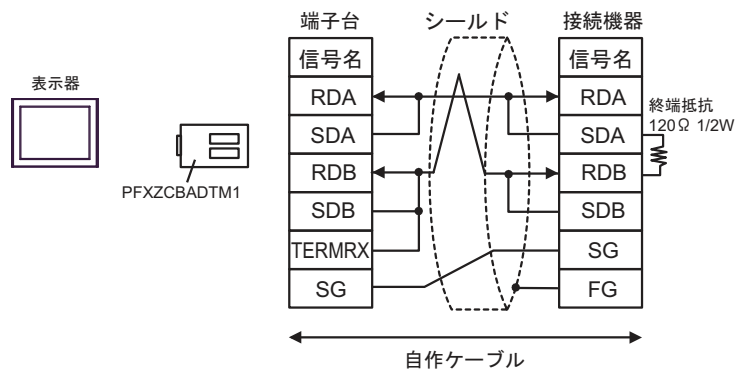 端子台
シールド
接続機器
信号名
信号名
表示器
RDA
RDA
終端抵抗
120Ω 1/2W
SDA
SDA
RDB
RDB
PFXZCBADTM1
SDB
SDB
TERMRX
SG
SG
FG
自作ケーブル